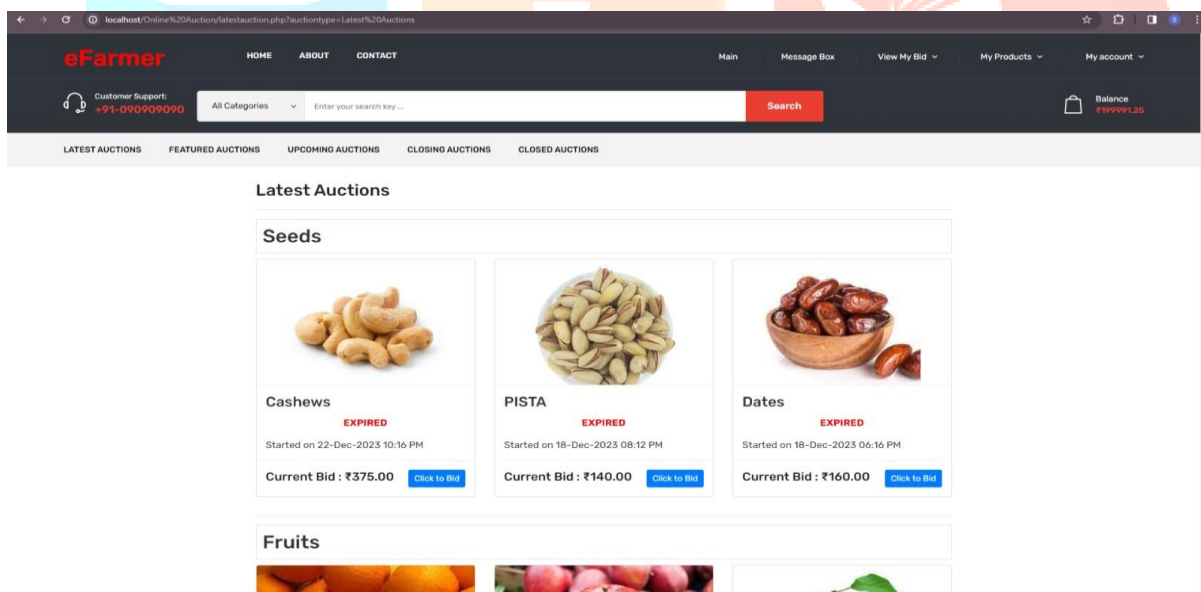 localhost/Online%20Auction/latestauction.php?auctiontype=Latest%20Auctions
eFarmer HOME ABOUT CONTACT Main Message Box View My Bid My Products My account
Customer Support:
+91-090909090
All Categories Enter your search key ... Search
Balance
₹199991.25
LATEST AUCTIONS FEATURED AUCTIONS UPCOMING AUCTIONS CLOSING AUCTIONS CLOSED AUCTIONS
Latest Auctions
Seeds
Cashews
EXPIRED
Started on 22-Dec-2023 10:16 PM
Current Bid : ₹375.00 Click to Bid
PISTA
EXPIRED
Started on 18-Dec-2023 08:12 PM
Current Bid : ₹140.00 Click to Bid
Dates
EXPIRED
Started on 18-Dec-2023 06:16 PM
Current Bid : ₹160.00 Click to Bid
Fruits